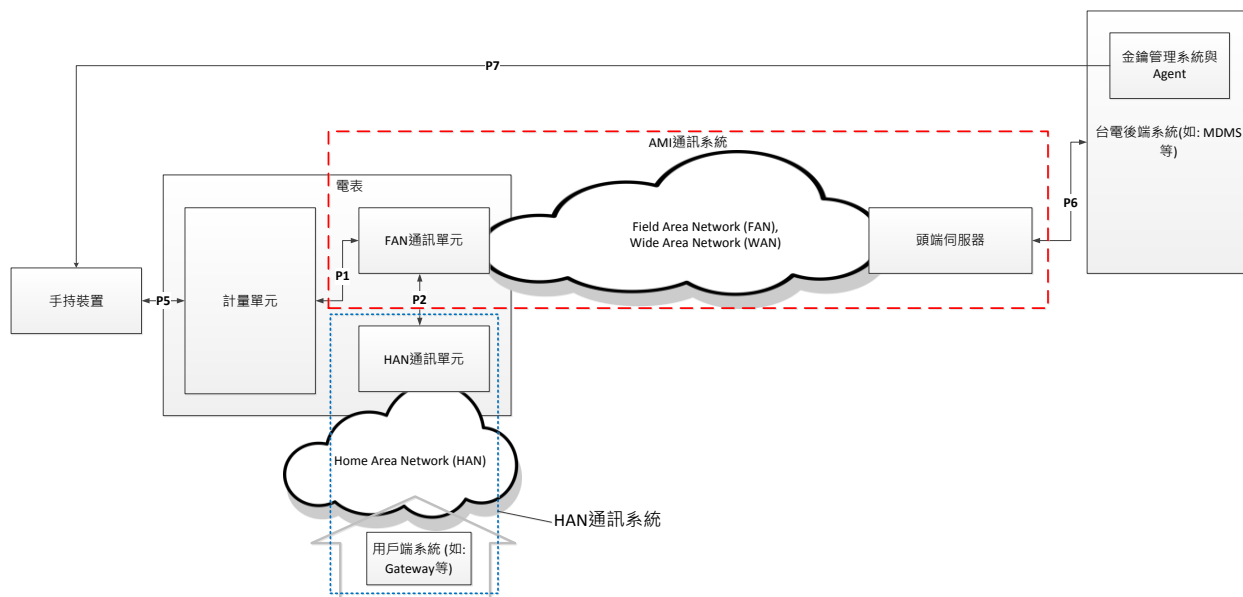 金鑰管理系統與
Agent
P7
台電後端系統(如: MDMS
等)
AMI通訊系統
電表
Field Area Network (FAN),
Wide Area Network (WAN)
P6
FAN通訊單元
頭端伺服器
P1
手持裝置
P5
計量單元
P2
HAN通訊單元
Home Area Network (HAN)
HAN通訊系統
用戶端系統 (如:
Gateway等)